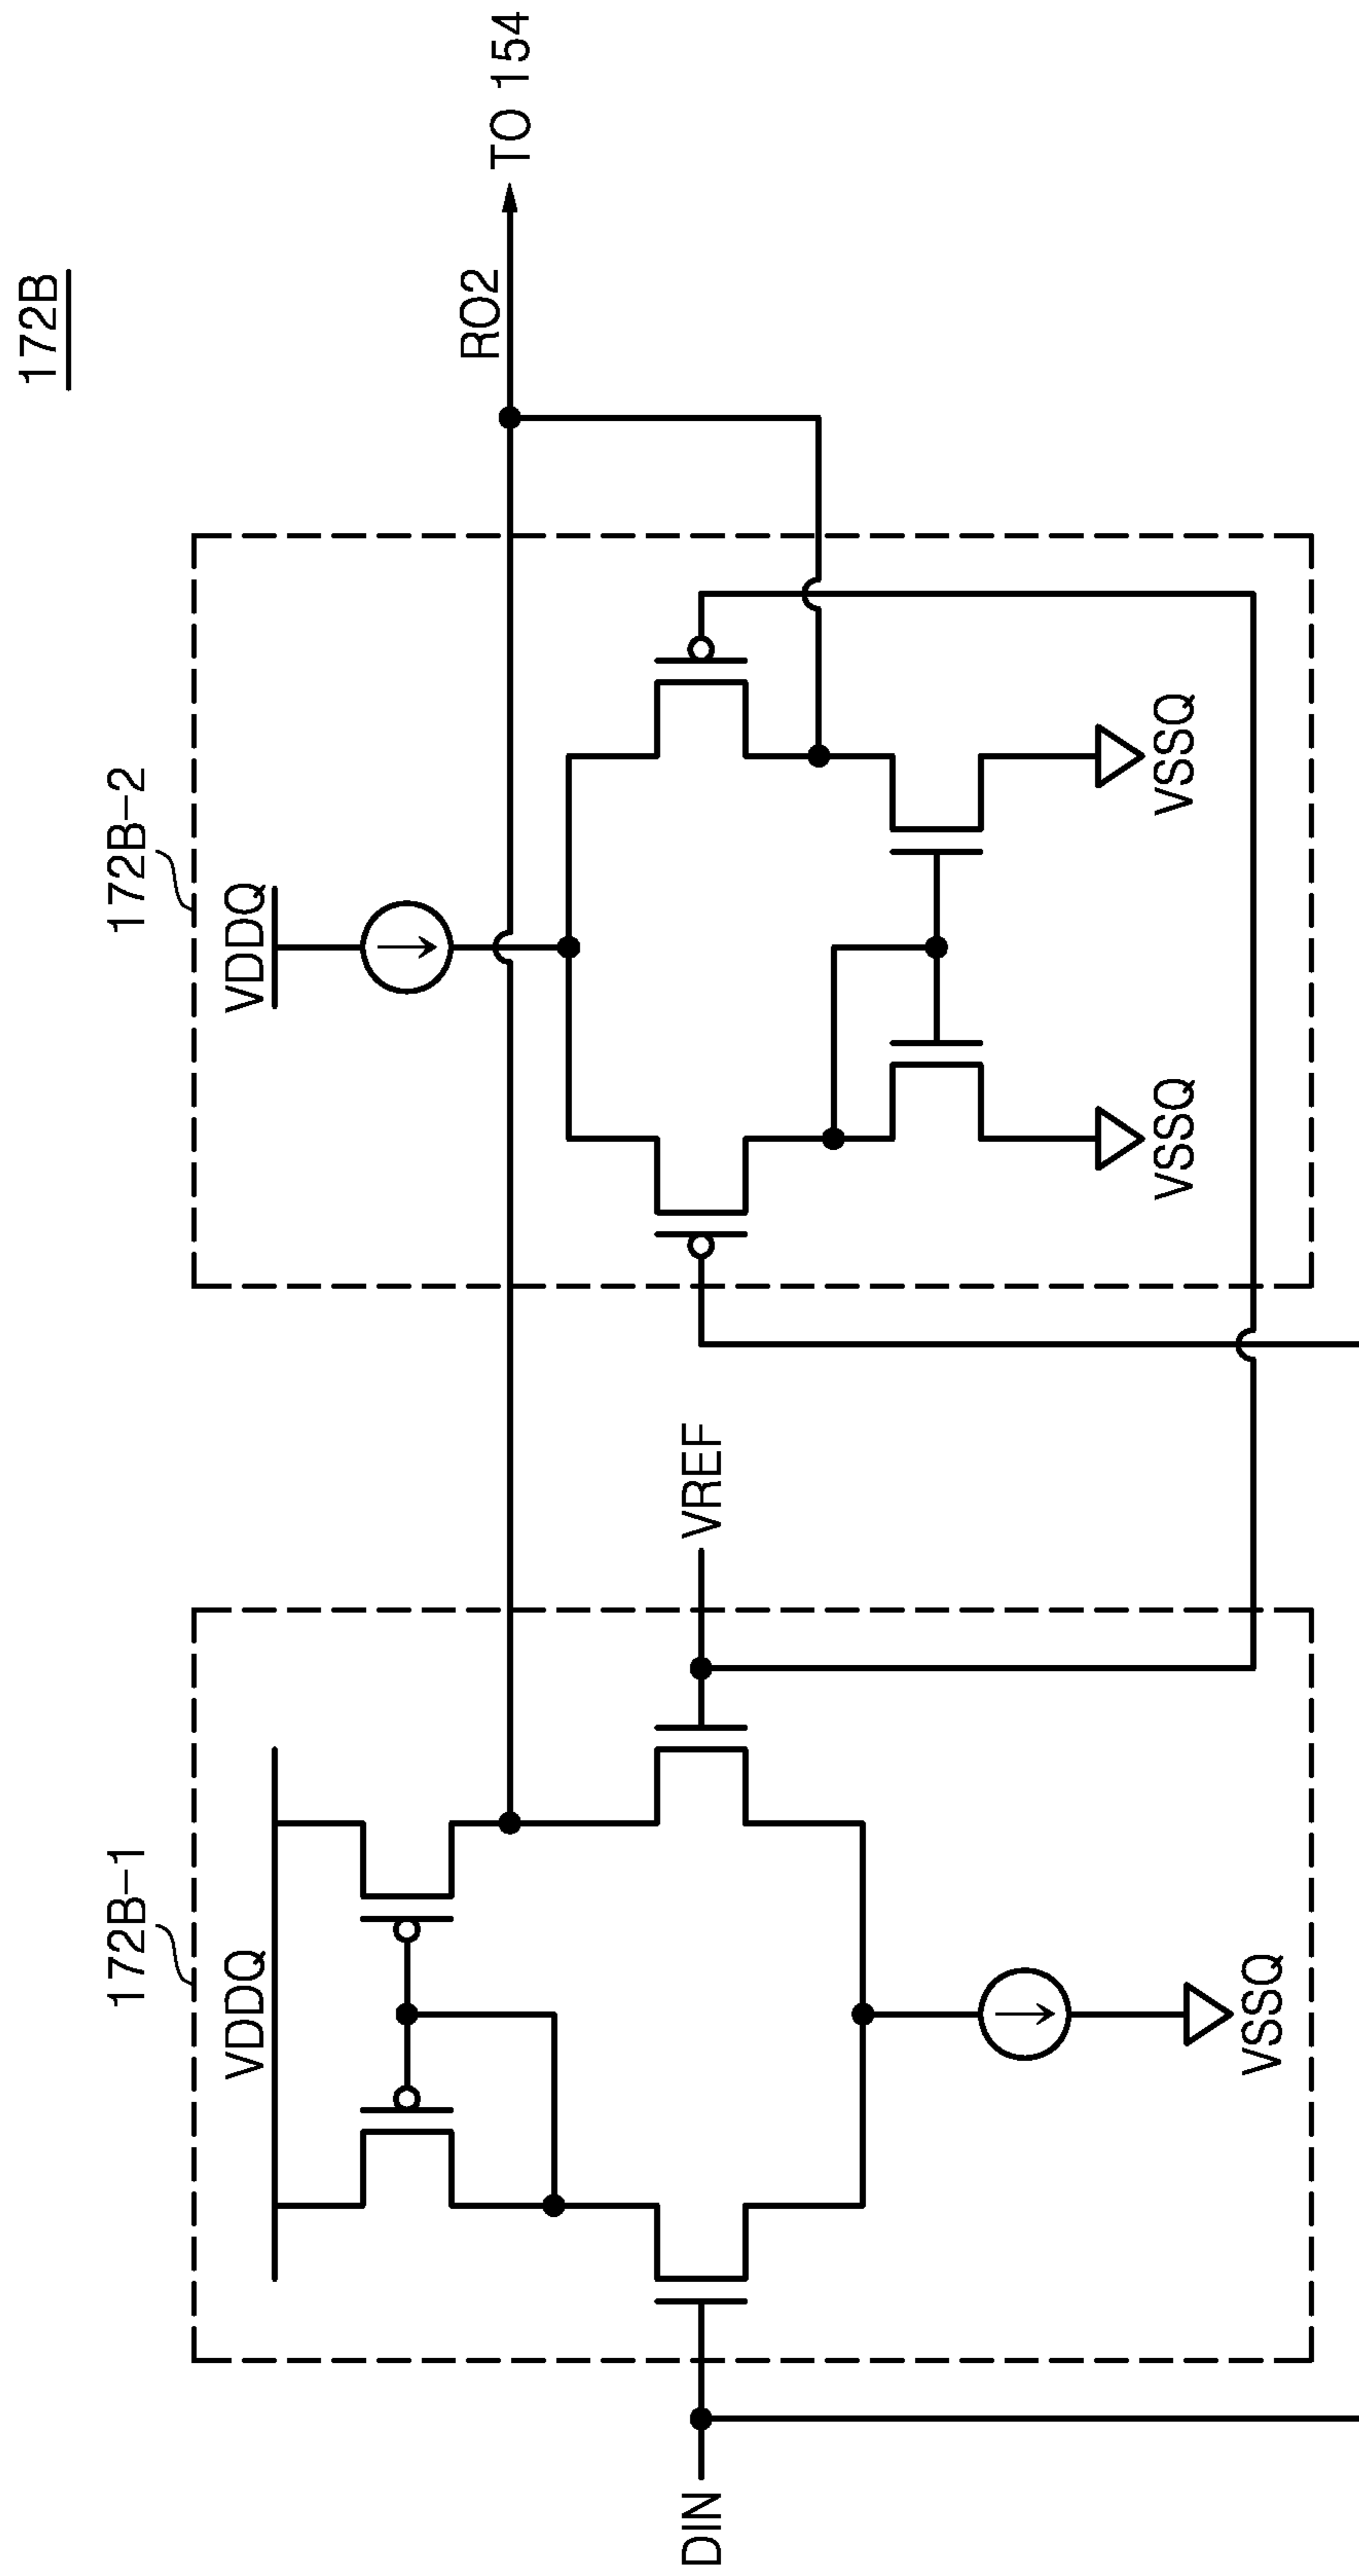 172B
172B-1
172B-2
VDDQ
VDDQ
RO2
TO 154
DIN
VREF
VSSQ
VSSQ
VSSQ